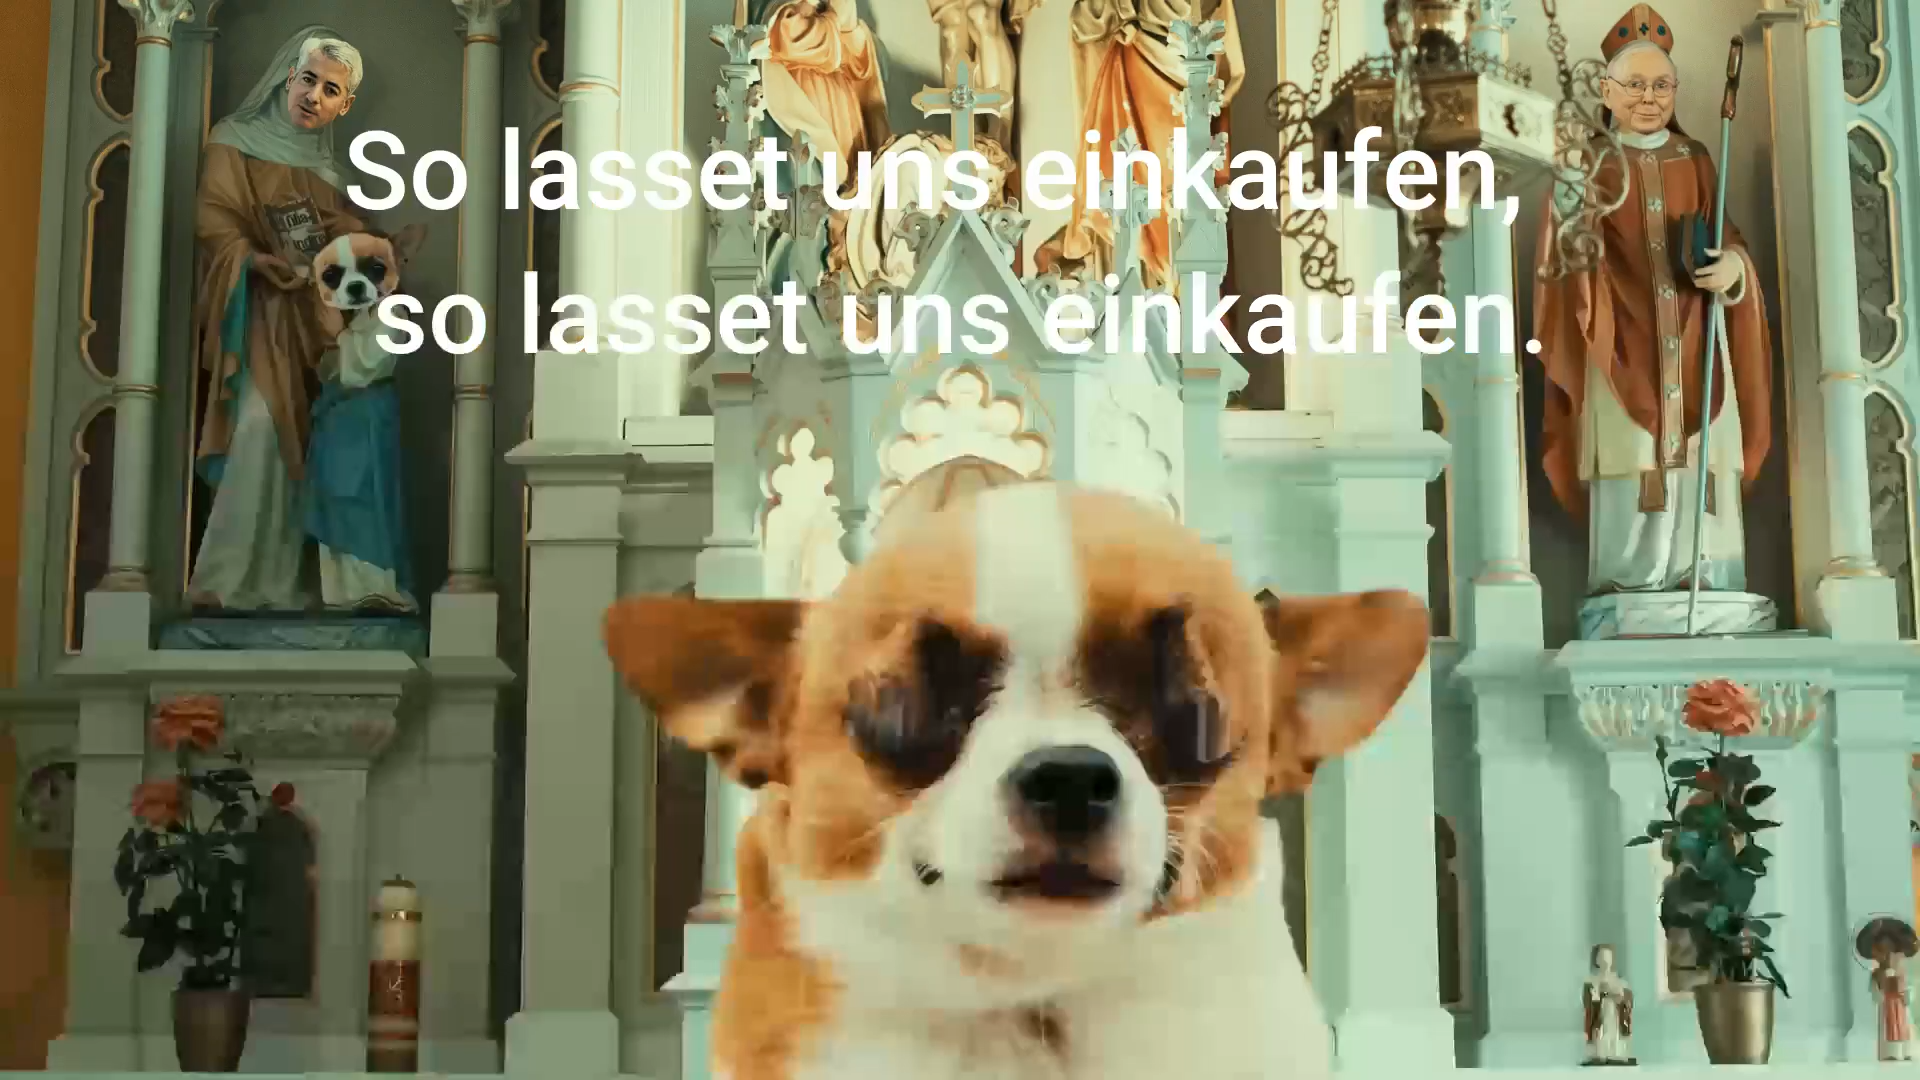 So lasset uns einkaufen,
so lasset uns einkaufen.